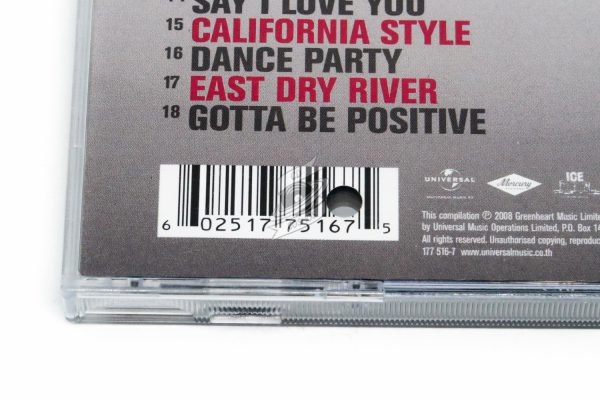 SAY I LOVE YOU
15 CALIFORNIA STYLE
16 DANCE PARTY
17 EAST DRY RIVER
18 GOTTA BE POSITIVE
6 02517 75167 5
UNIVERSAL
Mercury
ICE
This compilation ℗ 2008 Greenheart Music Limite
by Universal Music Operations Limited, P.O. Box 14
All rights reserved. Unauthorised copying, reproduc
177 516-7 www.universalmusic.co.th